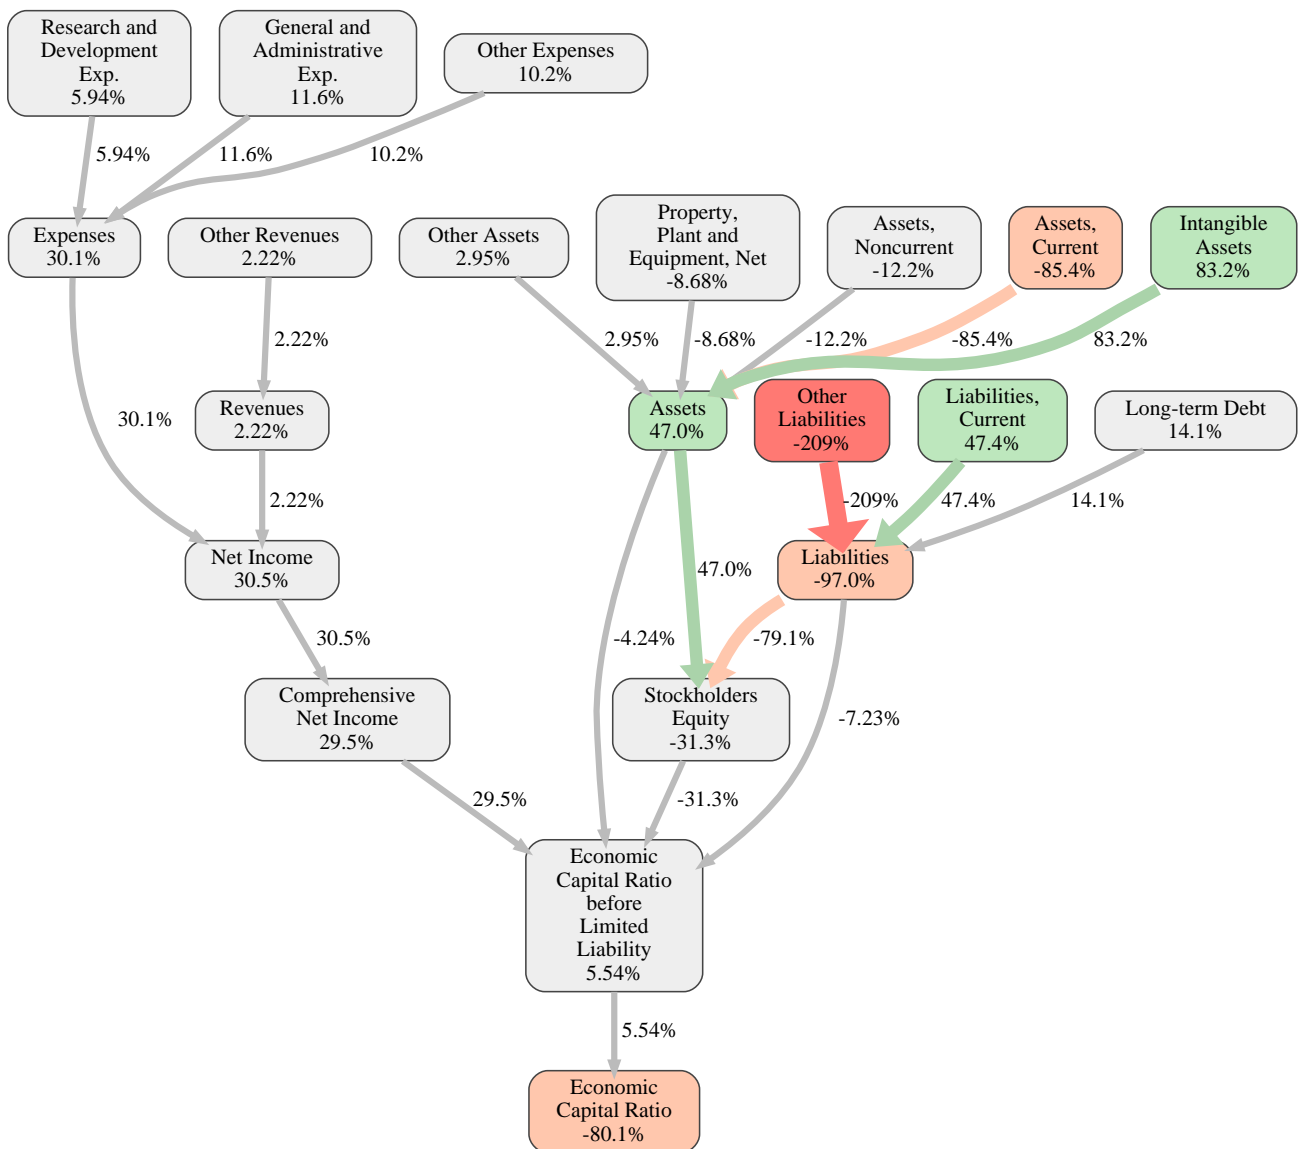 Research and
Development
Exp.
5.94%
General and
Administrative
Exp.
11.6%
Other Expenses
10.2%
5.94%
11.6%
10.2%
Expenses
30.1%
Other Revenues
2.22%
Other Assets
2.95%
Property,
Plant and
Equipment, Net
-8.68%
Assets,
Noncurrent
-12.2%
Assets,
Current
-85.4%
Intangible
Assets
83.2%
2.22%
2.95%
-8.68%
-12.2%
-85.4%
83.2%
30.1%
Revenues
2.22%
Assets
47.0%
Other
Liabilities
-209%
Liabilities,
Current
47.4%
Long-term Debt
14.1%
2.22%
-209%
47.4%
14.1%
Net Income
30.5%
47.0%
Liabilities
-97.0%
30.5%
-4.24%
-79.1%
Comprehensive
Net Income
29.5%
Stockholders
Equity
-31.3%
-7.23%
29.5%
-31.3%
Economic
Capital Ratio
before
Limited
Liability
5.54%
5.54%
Economic
Capital Ratio
-80.1%